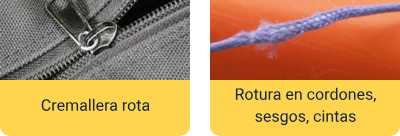 Cremallera rota
Rotura en cordones,
sesgos, cintas